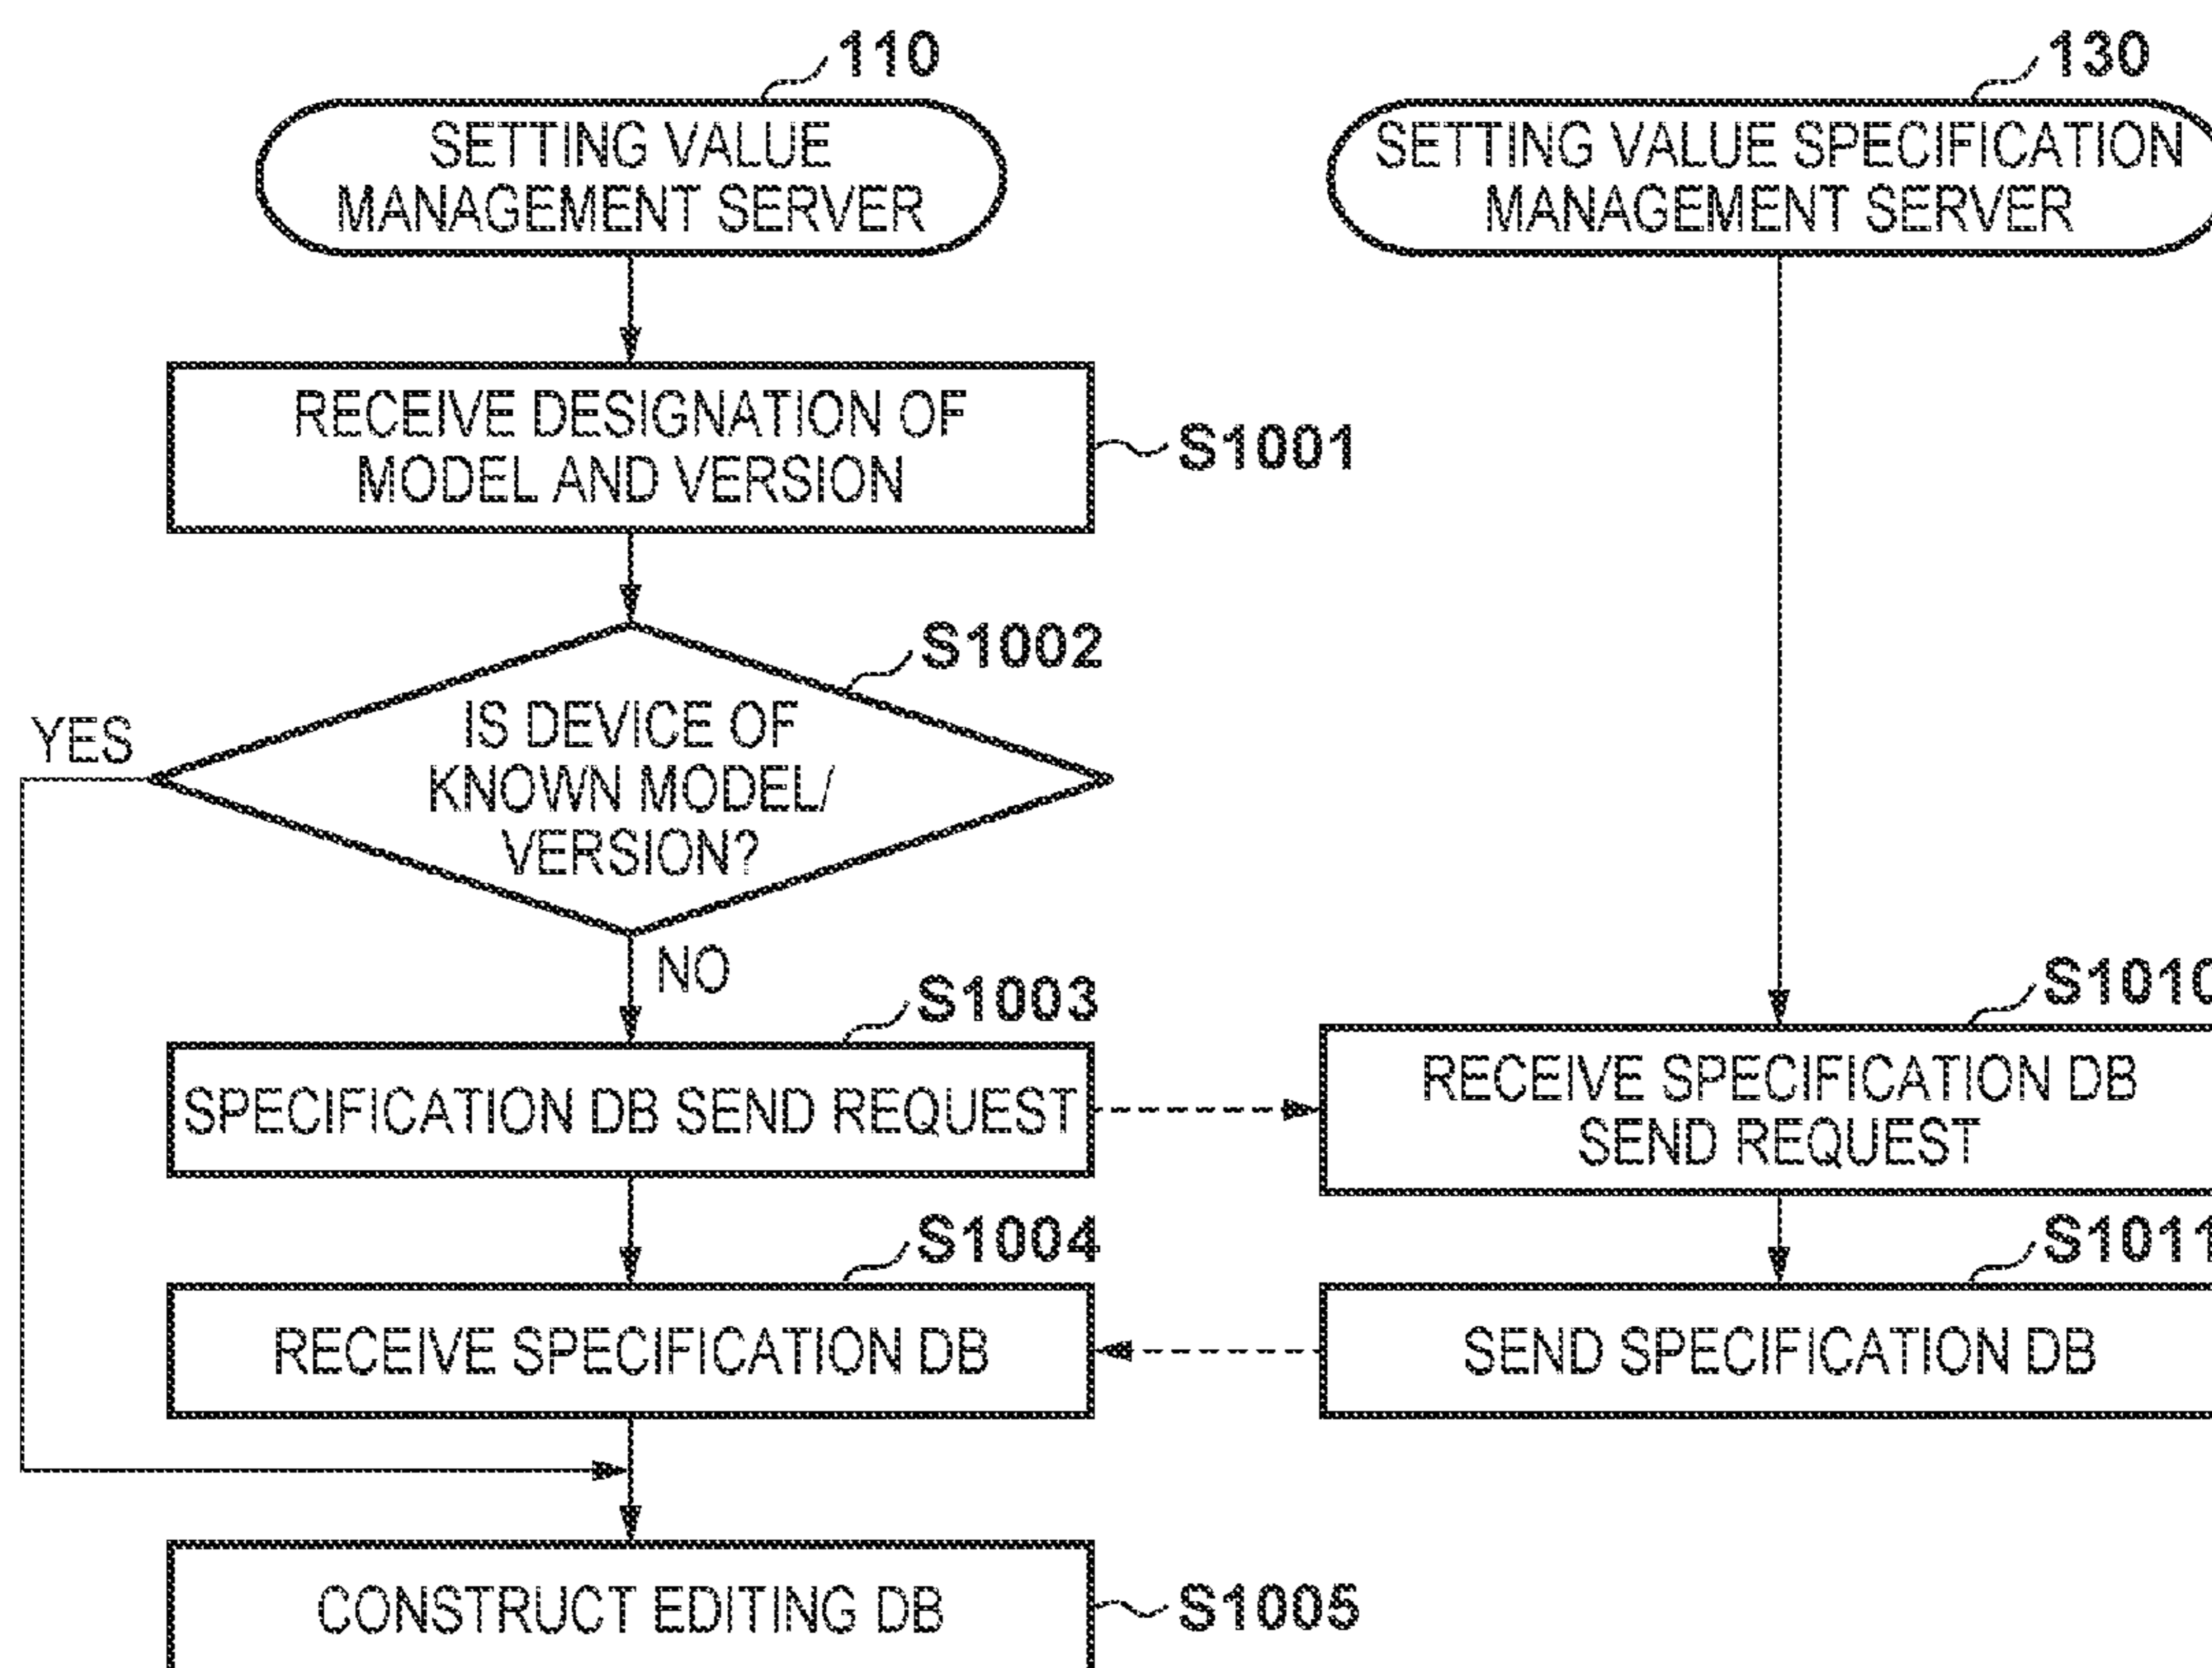 110
SETTING VALUE
MANAGEMENT SERVER
130
SETTING VALUE SPECIFICATION
MANAGEMENT SERVER
RECEIVE DESIGNATION OF
MODEL AND VERSION
S1001
S1002
IS DEVICE OF
KNOWN MODEL/
VERSION?
YES
NO
S1003
SPECIFICATION DB SEND REQUEST
S1010
RECEIVE SPECIFICATION DB
SEND REQUEST
S1004
RECEIVE SPECIFICATION DB
S1011
SEND SPECIFICATION DB
CONSTRUCT EDITING DB
S1005